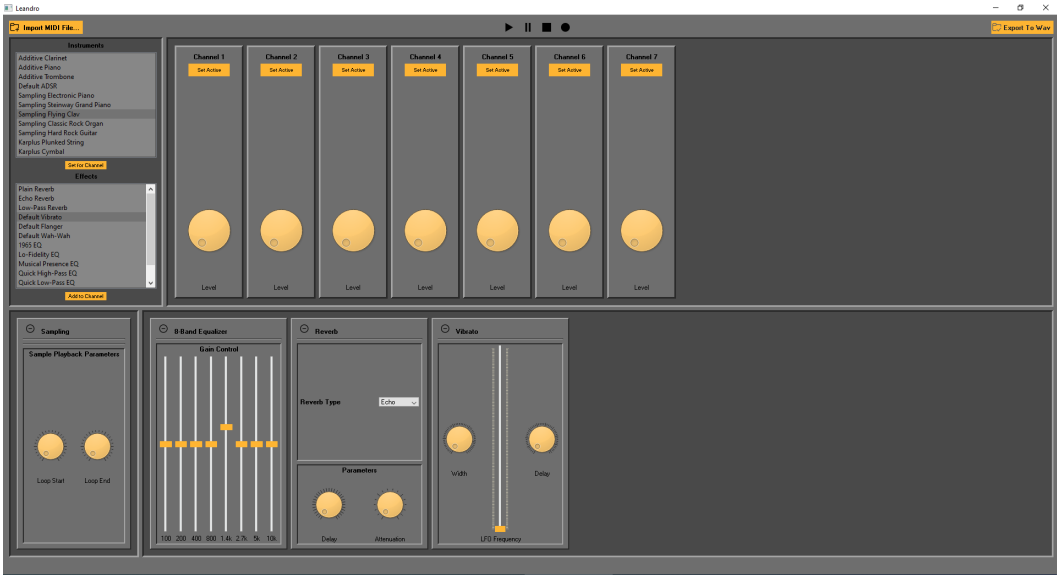 Leandro
Import MIDI File...
Export To Wav
Instruments
Additive Clarinet
Additive Piano
Additive Trombone
Default ADSR
Sampling Electronic Piano
Sampling Steinway Grand Piano
Sampling Flying Clav
Sampling Classic Rock Organ
Sampling Hard Rock Guitar
Karplus Plunked String
Karplus Cymbal
Set for Channel
Effects
Plain Reverb
Echo Reverb
Low-Pass Reverb
Default Vibrato
Default Flanger
Default Wah-Wah
1965 EQ
Lo-Fidelity EQ
Musical Presence EQ
Quick High-Pass EQ
Quick Low-Pass EQ
Add to Channel
Channel 1 Channel 2 Channel 3 Channel 4 Channel 5 Channel 6 Channel 7
Set Active Set Active Set Active Set Active Set Active Set Active Set Active
Level Level Level Level Level Level Level
Sampling
Sample Playback Parameters
Loop Start Loop End
8-Band Equalizer
Gain Control
100 200 400 800 1.4k 2.7k 5k 10k
Reverb
Reverb Type Echo
Parameters
Delay Attenuation
Vibrato
Width Delay
LFO Frequency